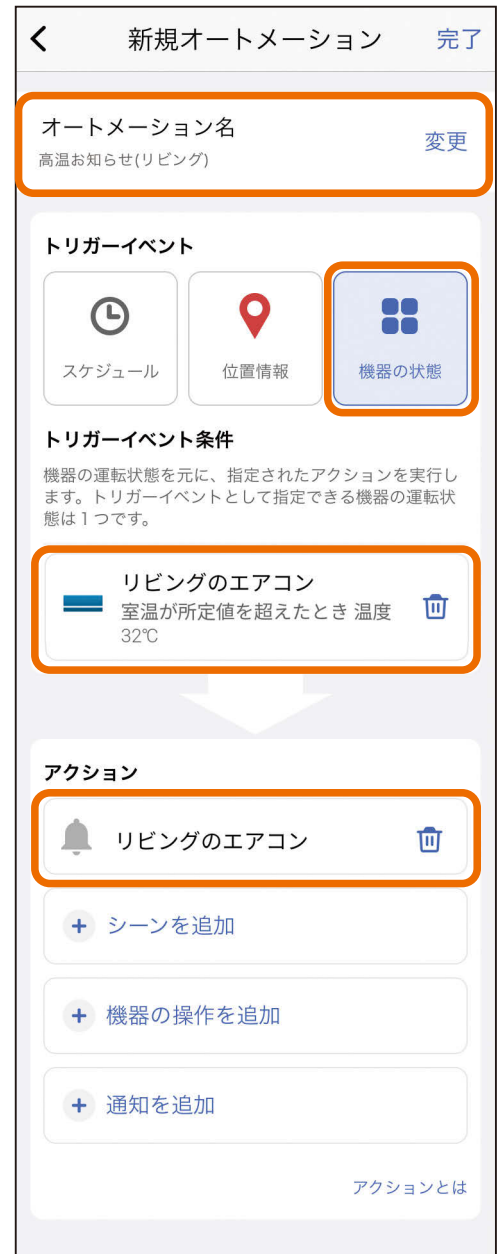 新規オートメーション 完了
オートメーション名
高温お知らせ(リビング)
変更
トリガーイベント
スケジュール
位置情報
機器の状態
トリガーイベント条件
機器の運転状態を元に、指定されたアクションを実行し
ます。トリガーイベントとして指定できる機器の運転状
態は1つです。
リビングのエアコン
室温が所定値を超えたとき 温度
32℃
アクション
リビングのエアコン
シーンを追加
機器の操作を追加
通知を追加
アクションとは